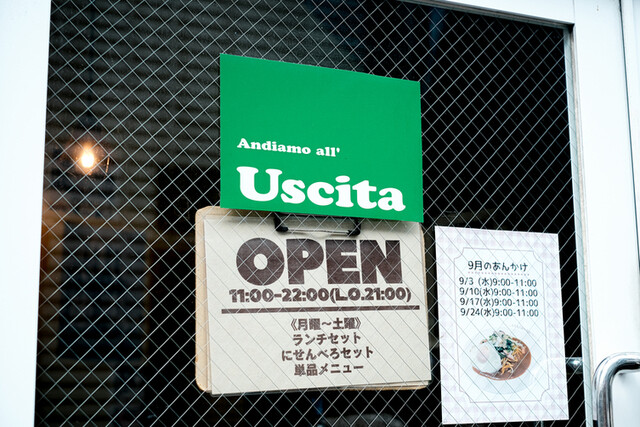 Andiamo all'
Uscita
OPEN
11:00-22:00(L.O.21:00)
《月曜～土曜》
ランチセット
にせんべろセット
単品メニュー
9月のあんかけ
9/3 (水)9:00-11:00
9/10(水)9:00-11:00
9/17(水)9:00-11:00
9/24(水)9:00-11:00